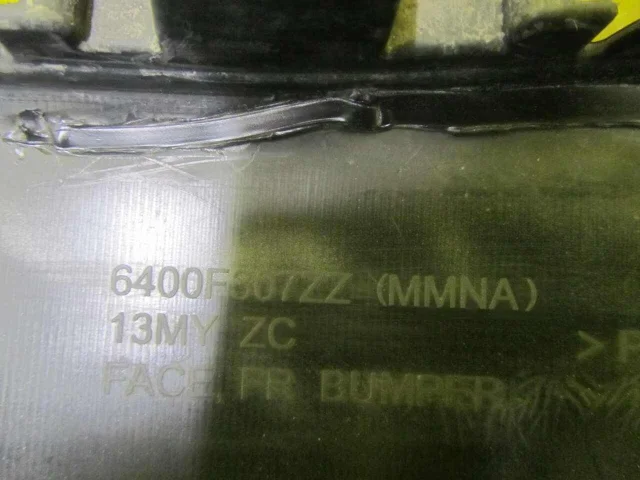 6400F607ZZ (MMNA)
13MY ZC
>P
FACE, FR BUMPER